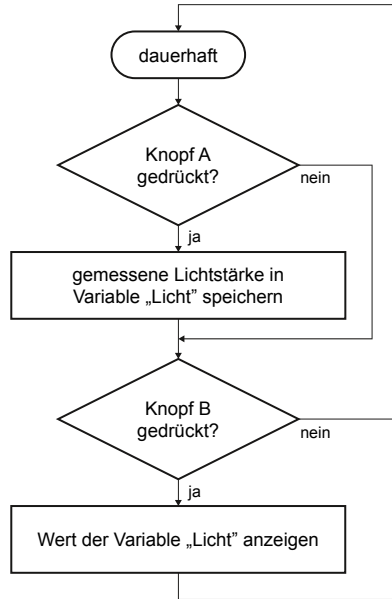 dauerhaft
Knopf A
gedrückt?
nein
ja
gemessene Lichtstärke in
Variable „Licht” speichern
Knopf B
gedrückt?
nein
ja
Wert der Variable „Licht” anzeigen